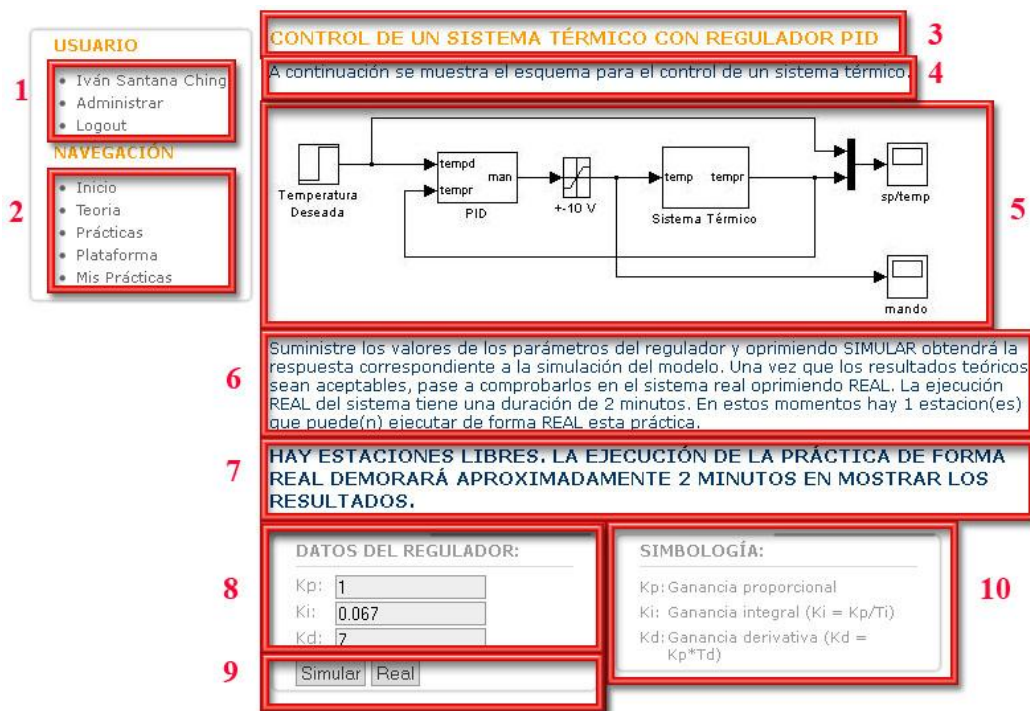 USUARIO
1
Iván Santana Ching
Administrar
Logout
NAVEGACIÓN
2
Inicio
Teoria
Prácticas
Plataforma
Mis Prácticas
CONTROL DE UN SISTEMA TÉRMICO CON REGULADOR PID
3
A continuación se muestra el esquema para el control de un sistema térmico.
4
Temperatura
Deseada
tempd
tempr
man
PID
+-10 V
temp
tempr
Sistema Térmico
sp/temp
mando
5
6
Suministre los valores de los parámetros del regulador y oprimiendo SIMULAR obtendrá la
respuesta correspondiente a la simulación del modelo. Una vez que los resultados teóricos
sean aceptables, pase a comprobarlos en el sistema real oprimiendo REAL. La ejecución
REAL del sistema tiene una duración de 2 minutos. En estos momentos hay 1 estacion(es)
que puede(n) ejecutar de forma REAL esta práctica.
7
HAY ESTACIONES LIBRES. LA EJECUCIÓN DE LA PRÁCTICA DE FORMA
REAL DEMORARÁ APROXIMADAMENTE 2 MINUTOS EN MOSTRAR LOS
RESULTADOS.
8
DATOS DEL REGULADOR:
Kp: 1
Ki: 0.067
Kd: 7
9
Simular Real
SIMBOLOGÍA:
Kp: Ganancia proporcional
Ki: Ganancia integral (Ki = Kp/Ti)
Kd: Ganancia derivativa (Kd =
Kp*Td)
10